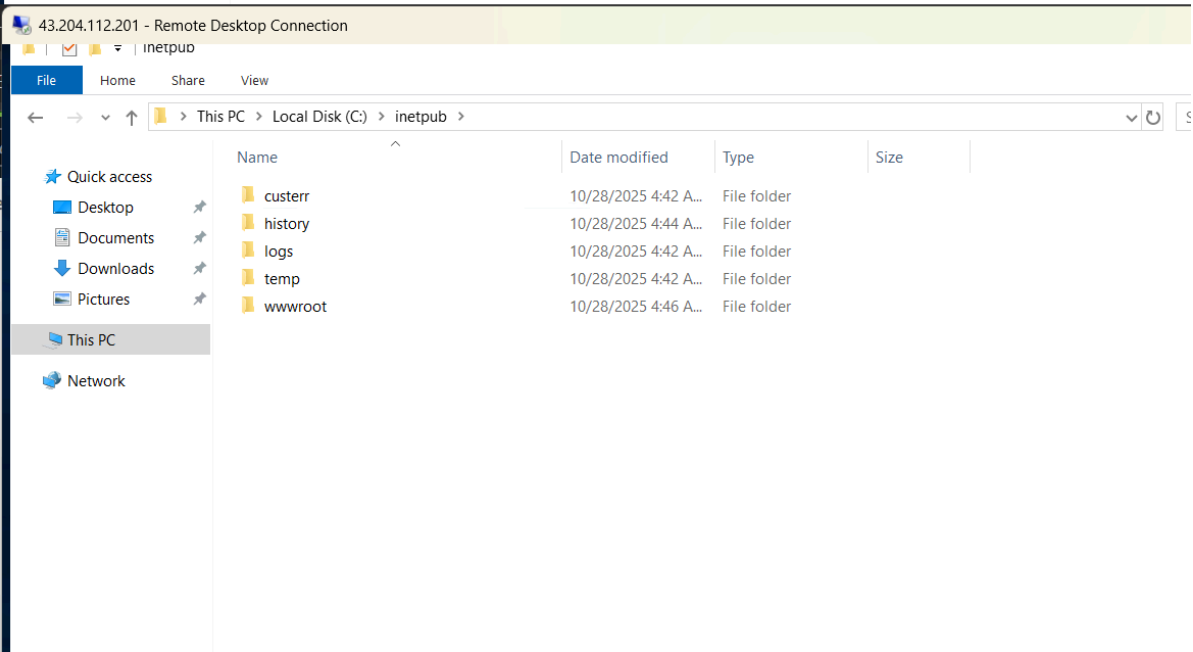 43.204.112.201 - Remote Desktop Connection
inetpub
File Home Share View
This PC Local Disk (C:) inetpub
Name Date modified Type Size
Quick access
Desktop
Documents
Downloads
Pictures
This PC
Network
custerr 10/28/2025 4:42 A... File folder
history 10/28/2025 4:44 A... File folder
logs 10/28/2025 4:42 A... File folder
temp 10/28/2025 4:42 A... File folder
wwwroot 10/28/2025 4:46 A... File folder